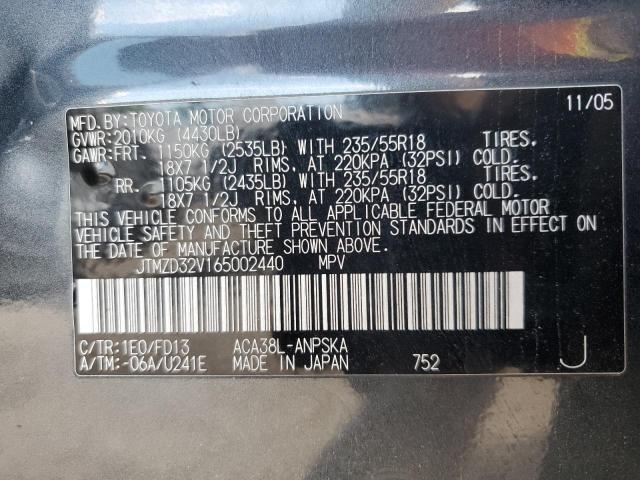 MFD. BY: TOYOTA MOTOR CORPORATION 11/05
GVWR: 2010KG (4430LB)
GAWR: FRT. 1150KG (2535LB) WITH 235/55R18 TIRES.
18X7 1/2J RIMS, AT 220KPA (32PSI) COLD.
RR. 1105KG (2435LB) WITH 235/55R18 TIRES.
18X7 1/2J RIMS, AT 220KPA (32PSI) COLD.
THIS VEHICLE CONFORMS TO ALL APPLICABLE FEDERAL MOTOR
VEHICLE SAFETY AND THEFT PREVENTION STANDARDS IN EFFECT ON
THE DATE OF MANUFACTURE SHOWN ABOVE.
JTMZD32V165002440 MPV
C/TR: 1E0/FD13 ACA38L-ANPSKA
A/TM: -06A/U241E MADE IN JAPAN 752 J